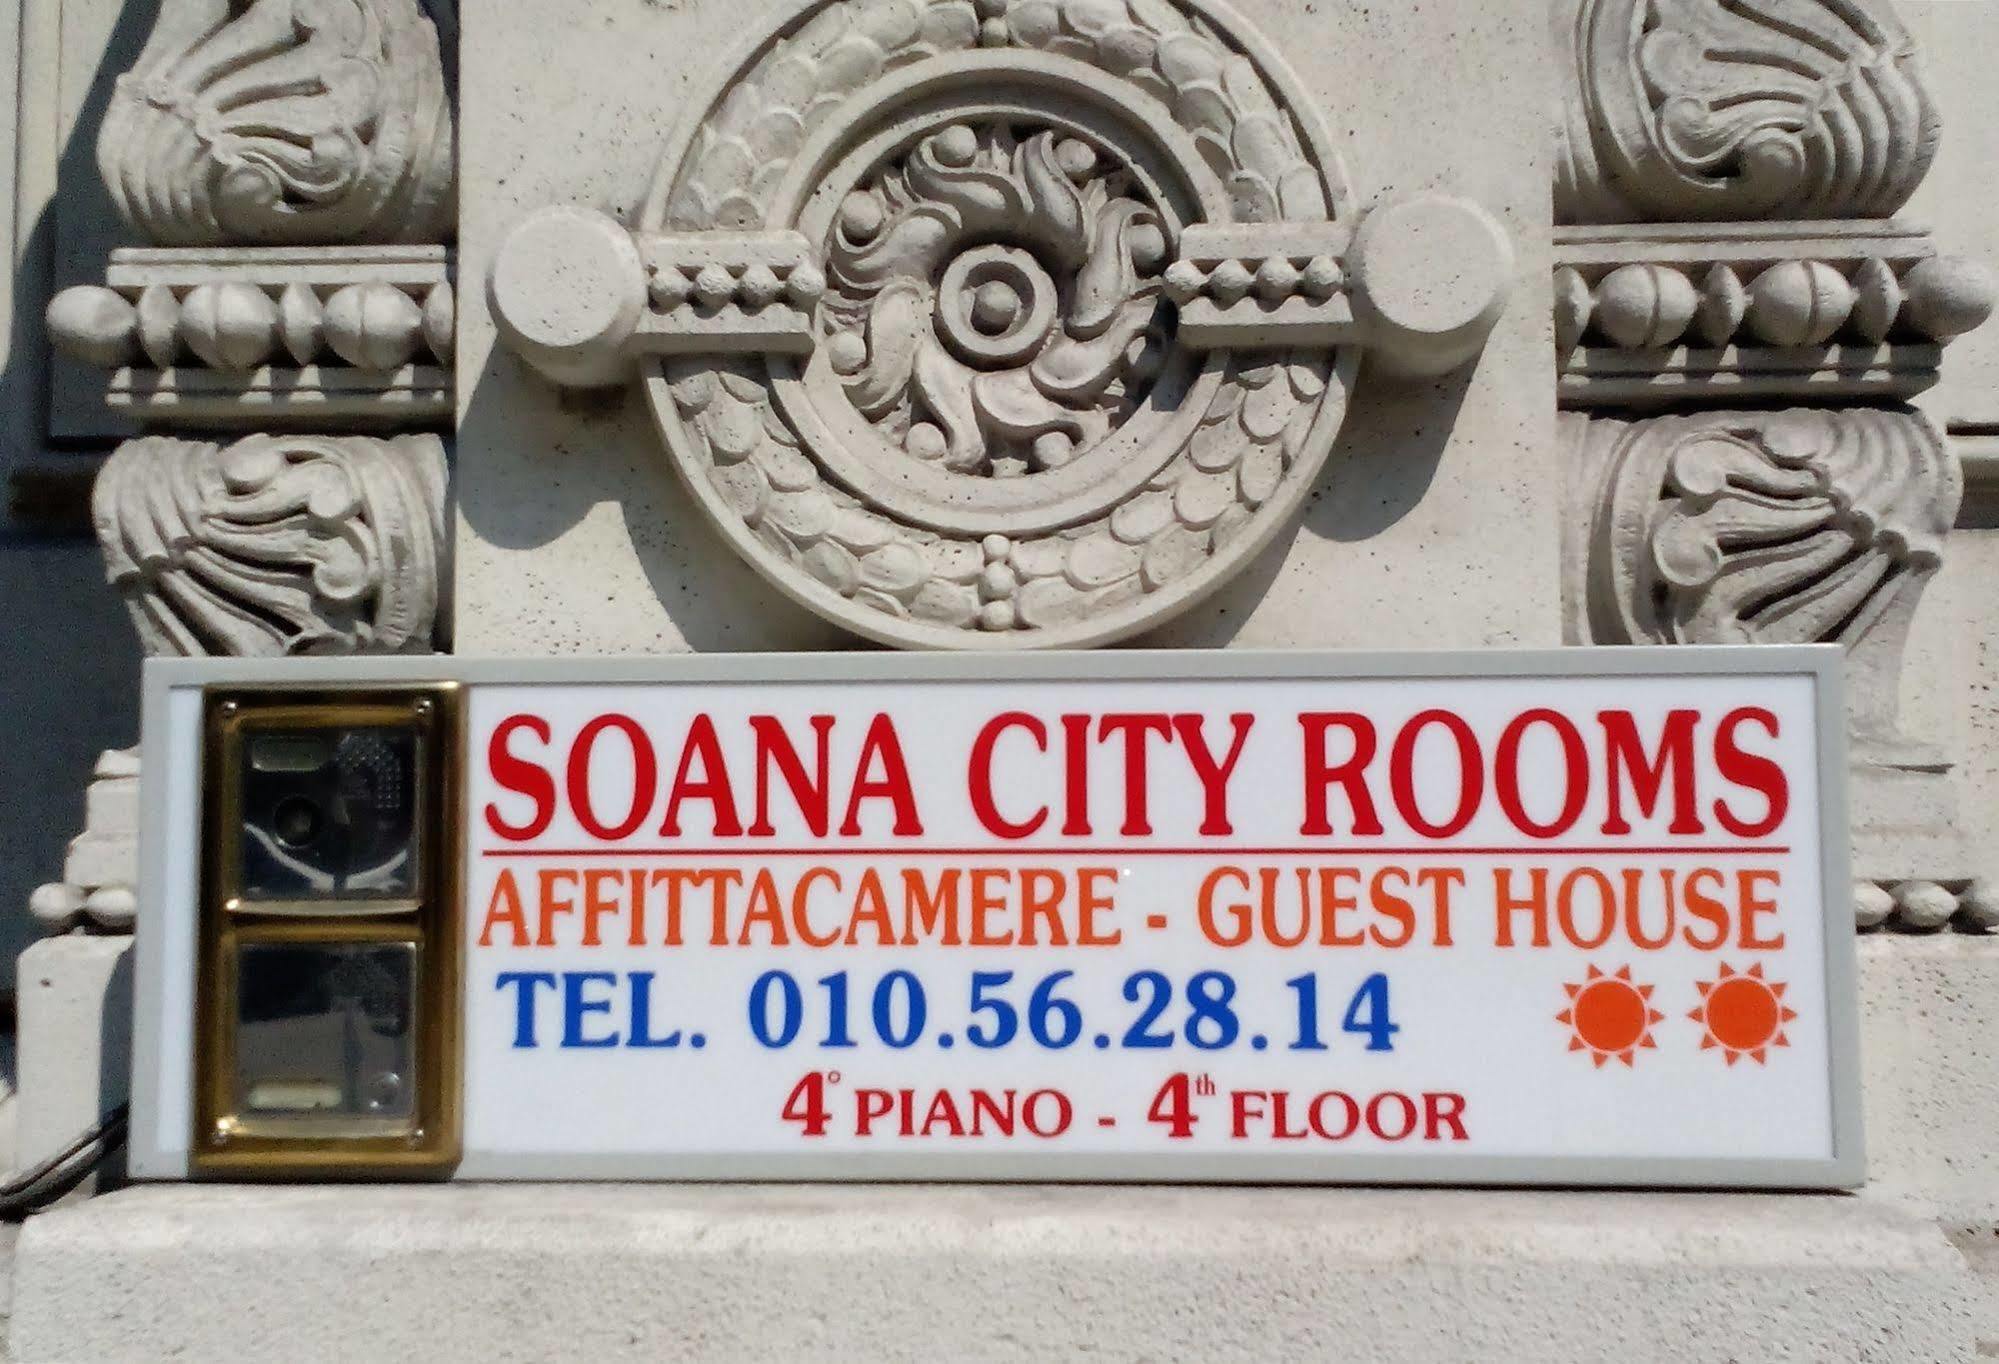 SOANA CITY ROOMS
AFFITTACAMERE - GUEST HOUSE
TEL. 010.56.28.14
4° PIANO - 4th FLOOR